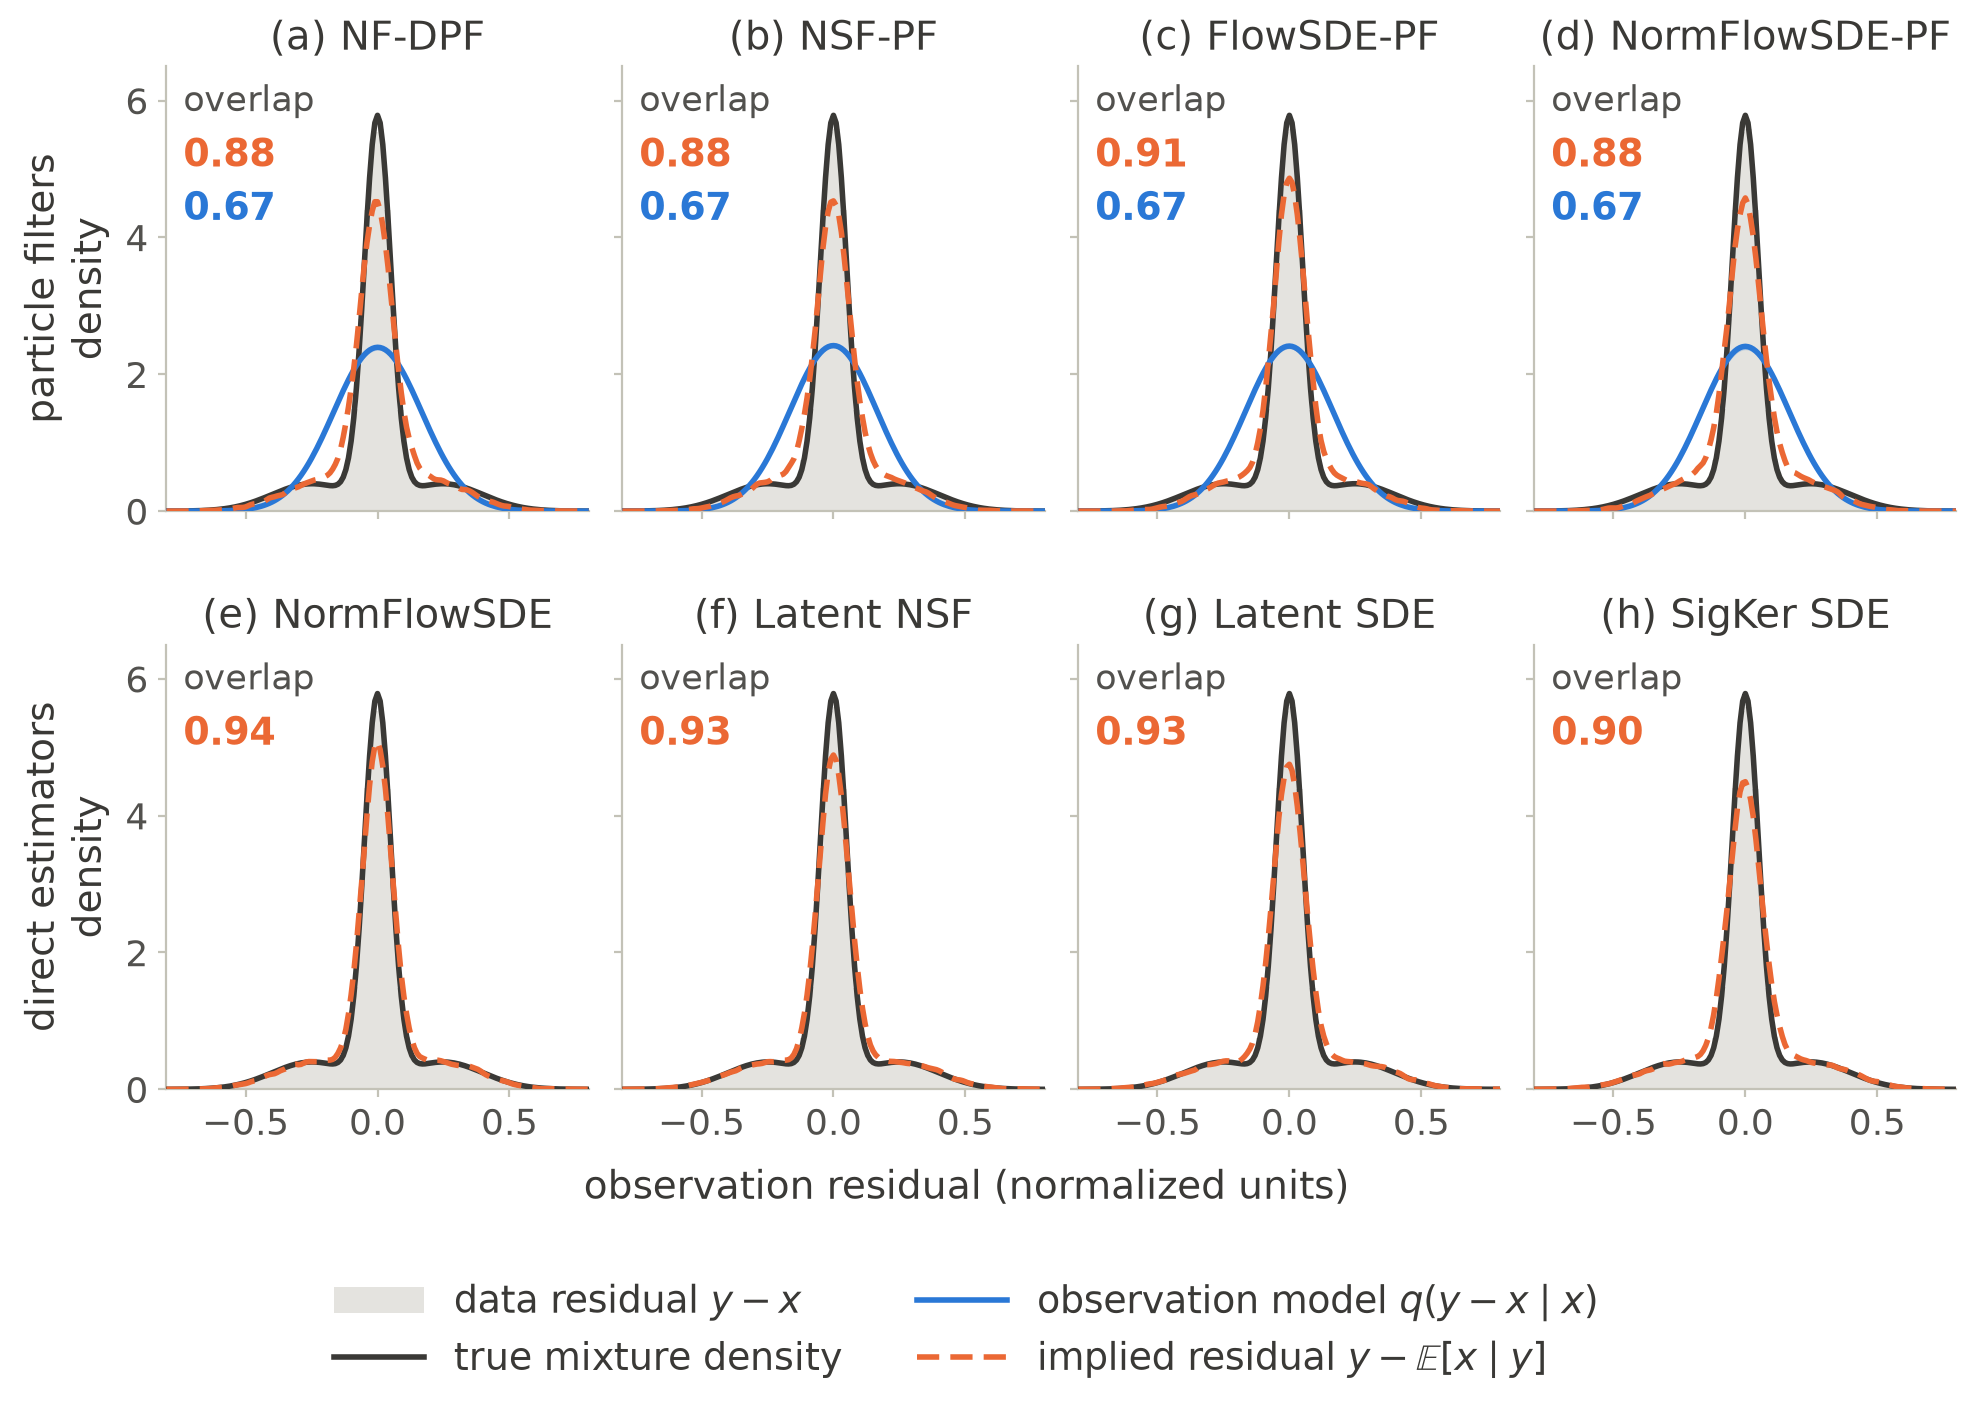 (a) NF-DPF
(b) NSF-PF
(c) FlowSDE-PF
(d) NormFlowSDE-PF
particle filters
density
6
4
2
0
overlap
0.88
0.67
overlap
0.88
0.67
overlap
0.91
0.67
overlap
0.88
0.67
(e) NormFlowSDE
(f) Latent NSF
(g) Latent SDE
(h) SigKer SDE
direct estimators
density
6
4
2
0
overlap
0.94
overlap
0.93
overlap
0.93
overlap
0.90
−0.5 0.0 0.5
−0.5 0.0 0.5
−0.5 0.0 0.5
−0.5 0.0 0.5
observation residual (normalized units)
data residual y − x
true mixture density
observation model q(y − x | x)
implied residual y − 𝔼[x | y]